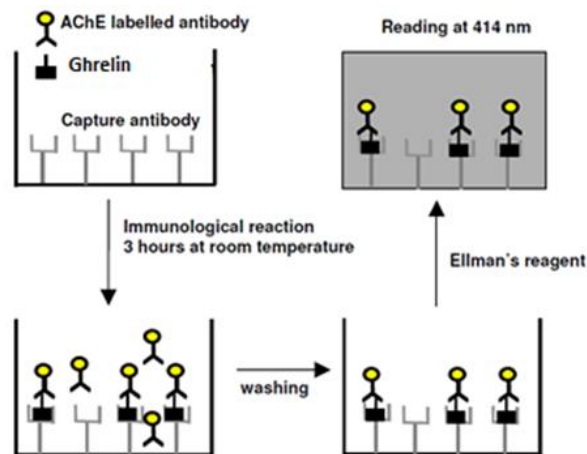 AChE labelled antibody
Ghrelin
Capture antibody
Immunological reaction
3 hours at room temperature
washing
Ellman's reagent
Reading at 414 nm